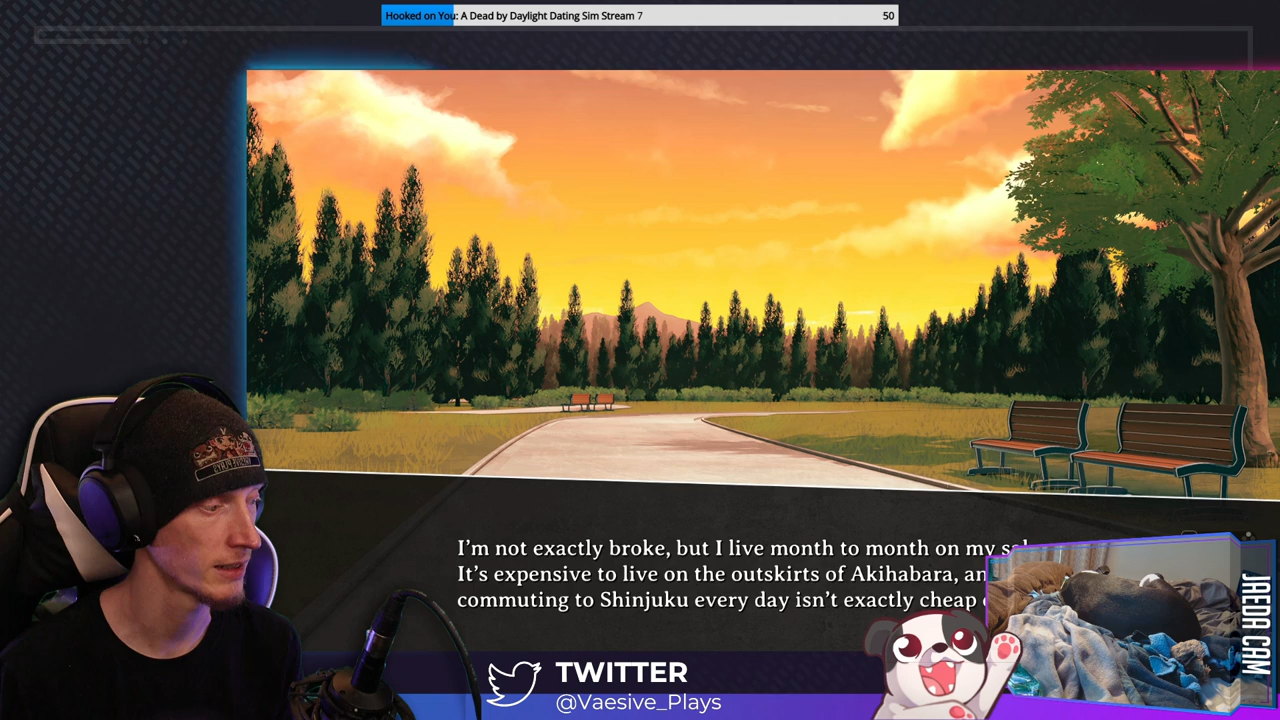 Hooked on You: A Dead by Daylight Dating Sim Stream 7 50
I'm not exactly broke, but I live month to month on my
It's expensive to live on the outskirts of Akihabara,
commuting to Shinjuku every day isn't exactly cheap
JAEDA CAM
TWITTER
@Vaesive_Plays